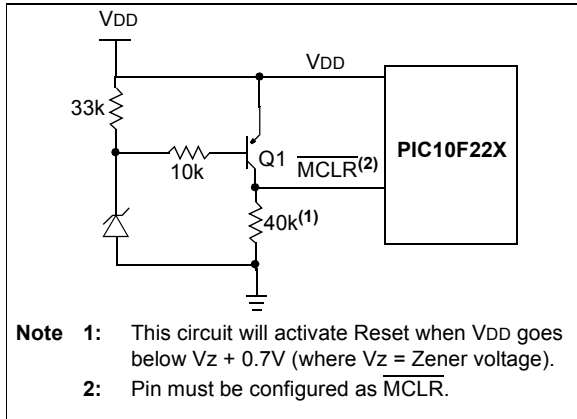 VDD
VDD
33k
PIC10F22X
Q1
MCLR(2)
10k
40k(1)
Note 1: This circuit will activate Reset when VDD goes
below Vz + 0.7V (where Vz = Zener voltage).
2: Pin must be configured as MCLR.